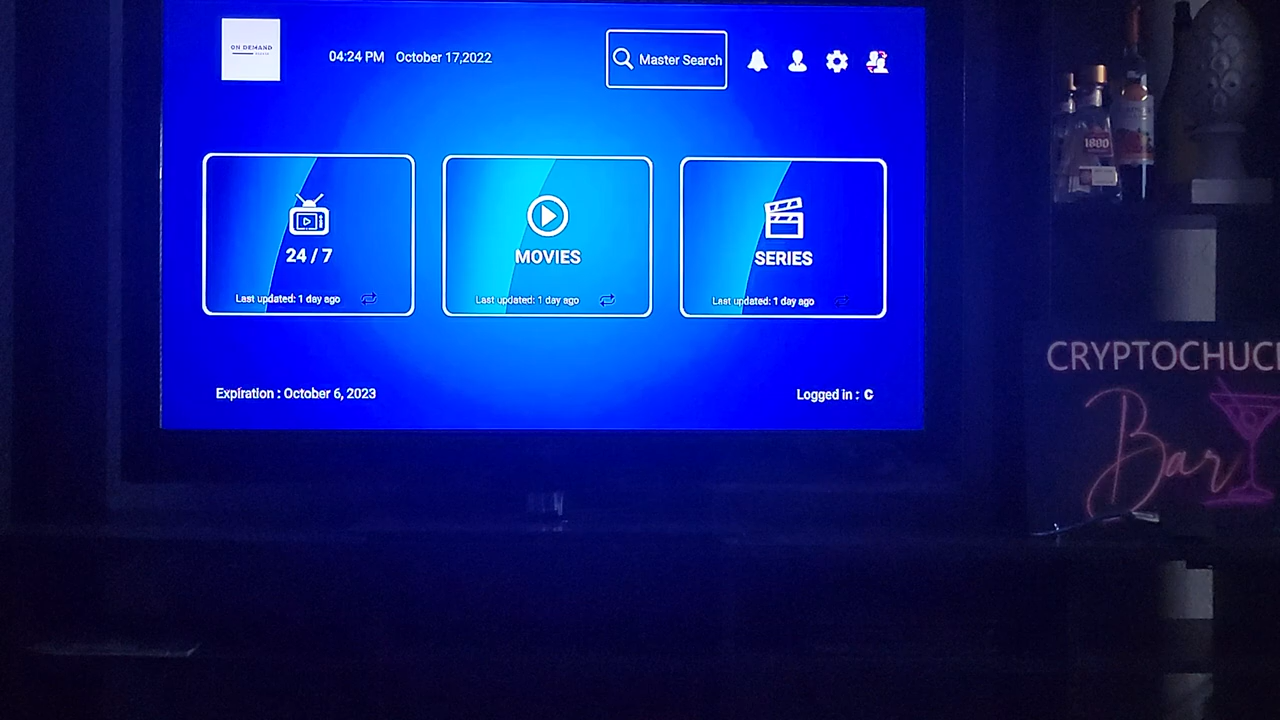 ON DEMAND
04:24 PM October 17,2022
Master Search
24 / 7
Last updated: 1 day ago
MOVIES
Last updated: 1 day ago
SERIES
Last updated: 1 day ago
Expiration : October 6, 2023
Logged in : C
1800
CRYPTOCHUC
Bar